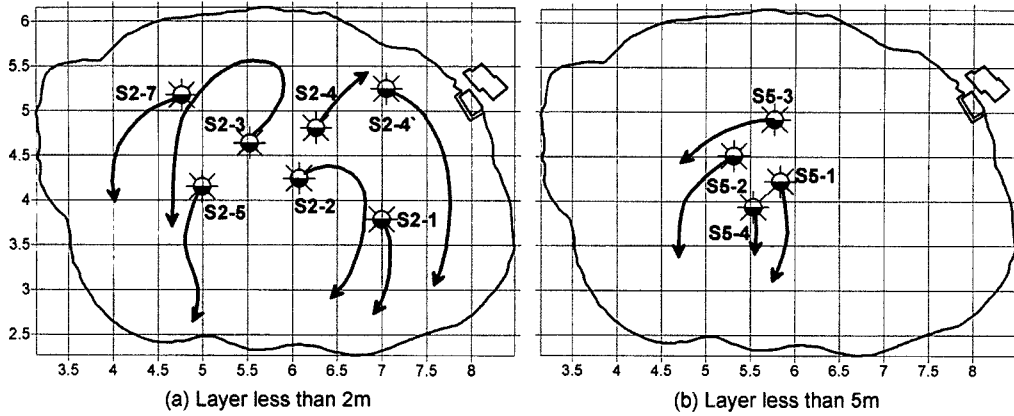 6
5.5
5
4.5
4
3.5
3
2.5
S2-7
S2-3
S2-4
S2-4`
S2-5
S2-2
S2-1
3.5 4 4.5 5 5.5 6 6.5 7 7.5 8
(a) Layer less than 2m
S5-3
S5-2
S5-1
S5-4
3.5 4 4.5 5 5.5 6 6.5 7 7.5 8
(b) Layer less than 5m